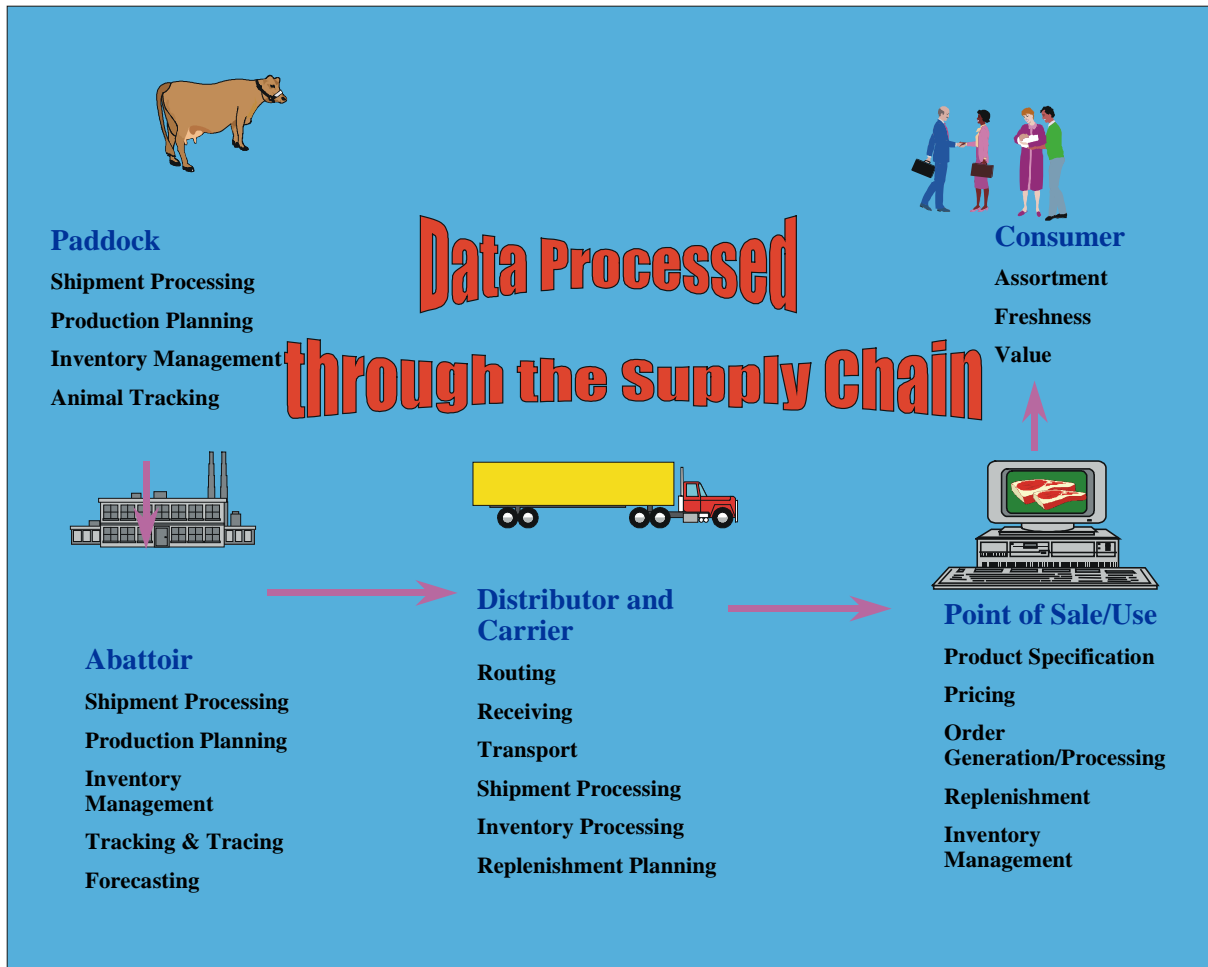 Data Processed
through the Supply Chain
Paddock
Shipment Processing
Production Planning
Inventory Management
Animal Tracking
Abattoir
Shipment Processing
Production Planning
Inventory
Management
Tracking & Tracing
Forecasting
Distributor and
Carrier
Routing
Receiving
Transport
Shipment Processing
Inventory Processing
Replenishment Planning
Point of Sale/Use
Product Specification
Pricing
Order
Generation/Processing
Replenishment
Inventory
Management
Consumer
Assortment
Freshness
Value